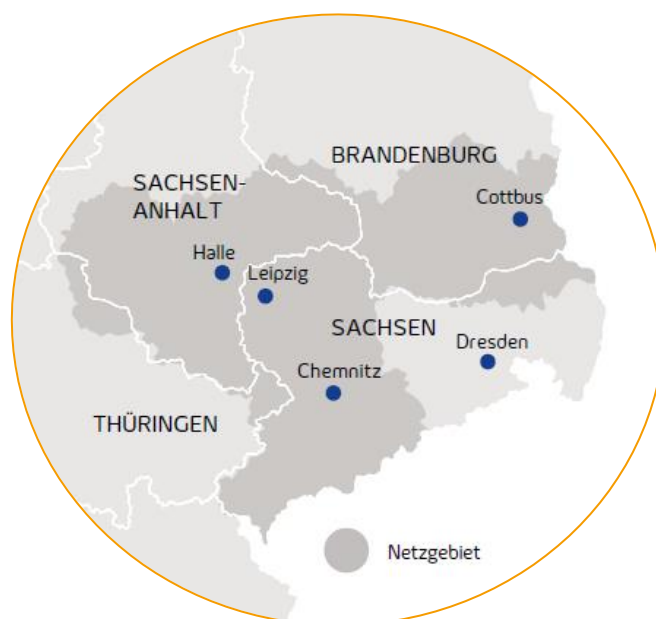 BRANDENBURG
SACHSEN-
ANHALT
Cottbus
Halle
Leipzig
SACHSEN
Dresden
Chemnitz
THÜRINGEN
Netzgebiet